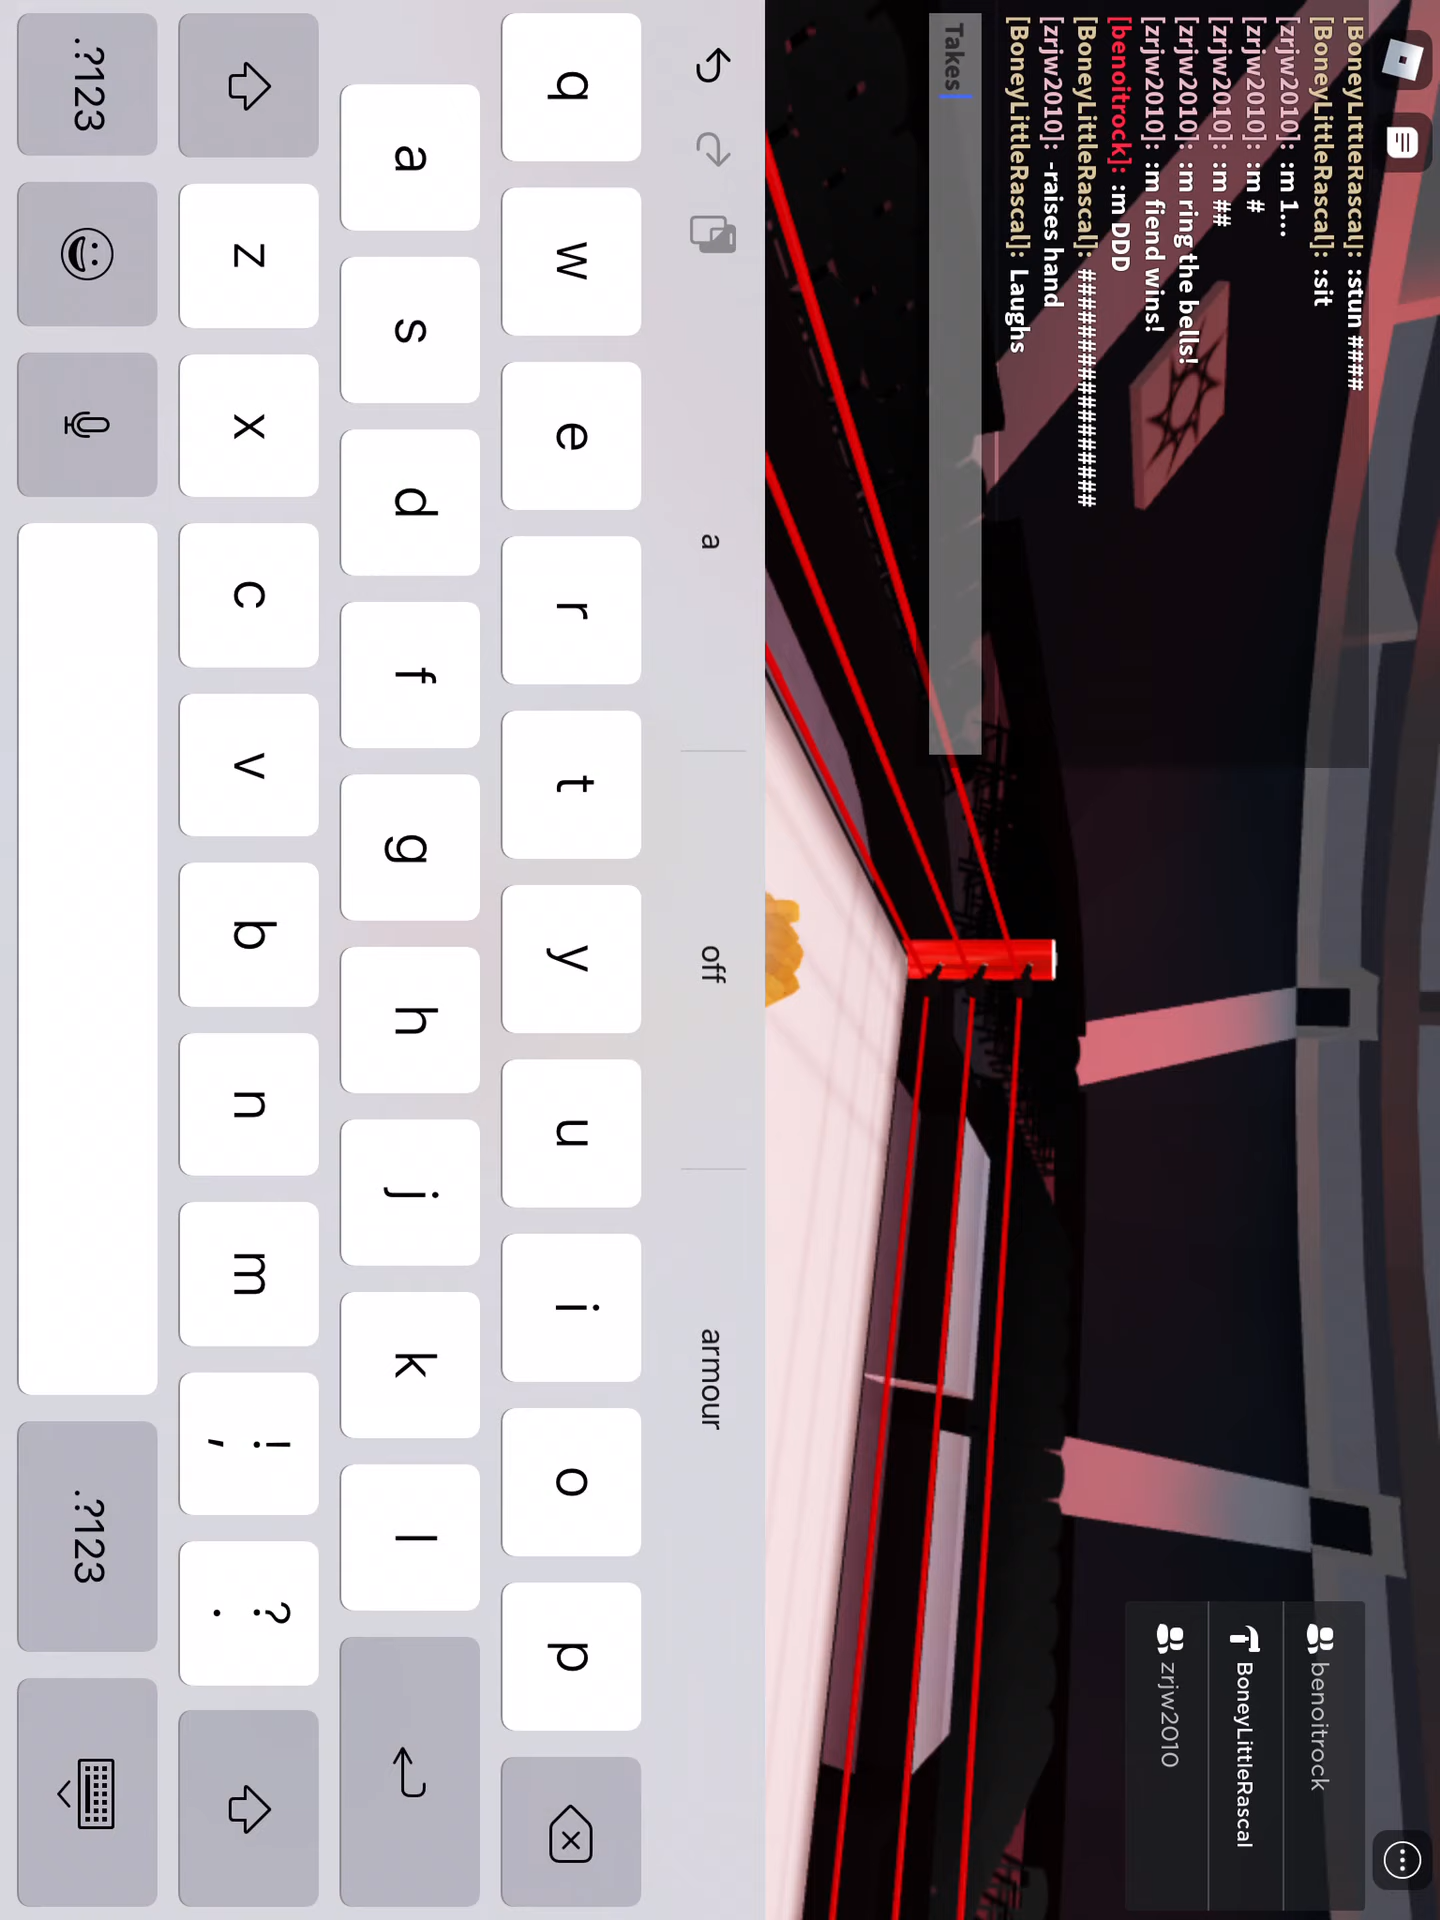 [BoneyLittleRascal]: :stun ####
[BoneyLittleRascal]: :sit
[zrjw2010]: :m 1...
[zrjw2010]: :m #
[zrjw2010]: :m ##
[zrjw2010]: :m ring the bells!
[zrjw2010]: :m fiend wins!
[benoitrock]: :m DDD
[BoneyLittleRascal]: ##################
[zrjw2010]: -raises hand
[BoneyLittleRascal]: Laughs
Takes
benoitrock
BoneyLittleRascal
zrjw2010
a off armour
q w e r t y u i o p
a s d f g h j k l
z x c v b n m ! , ? .
.?123 .?123